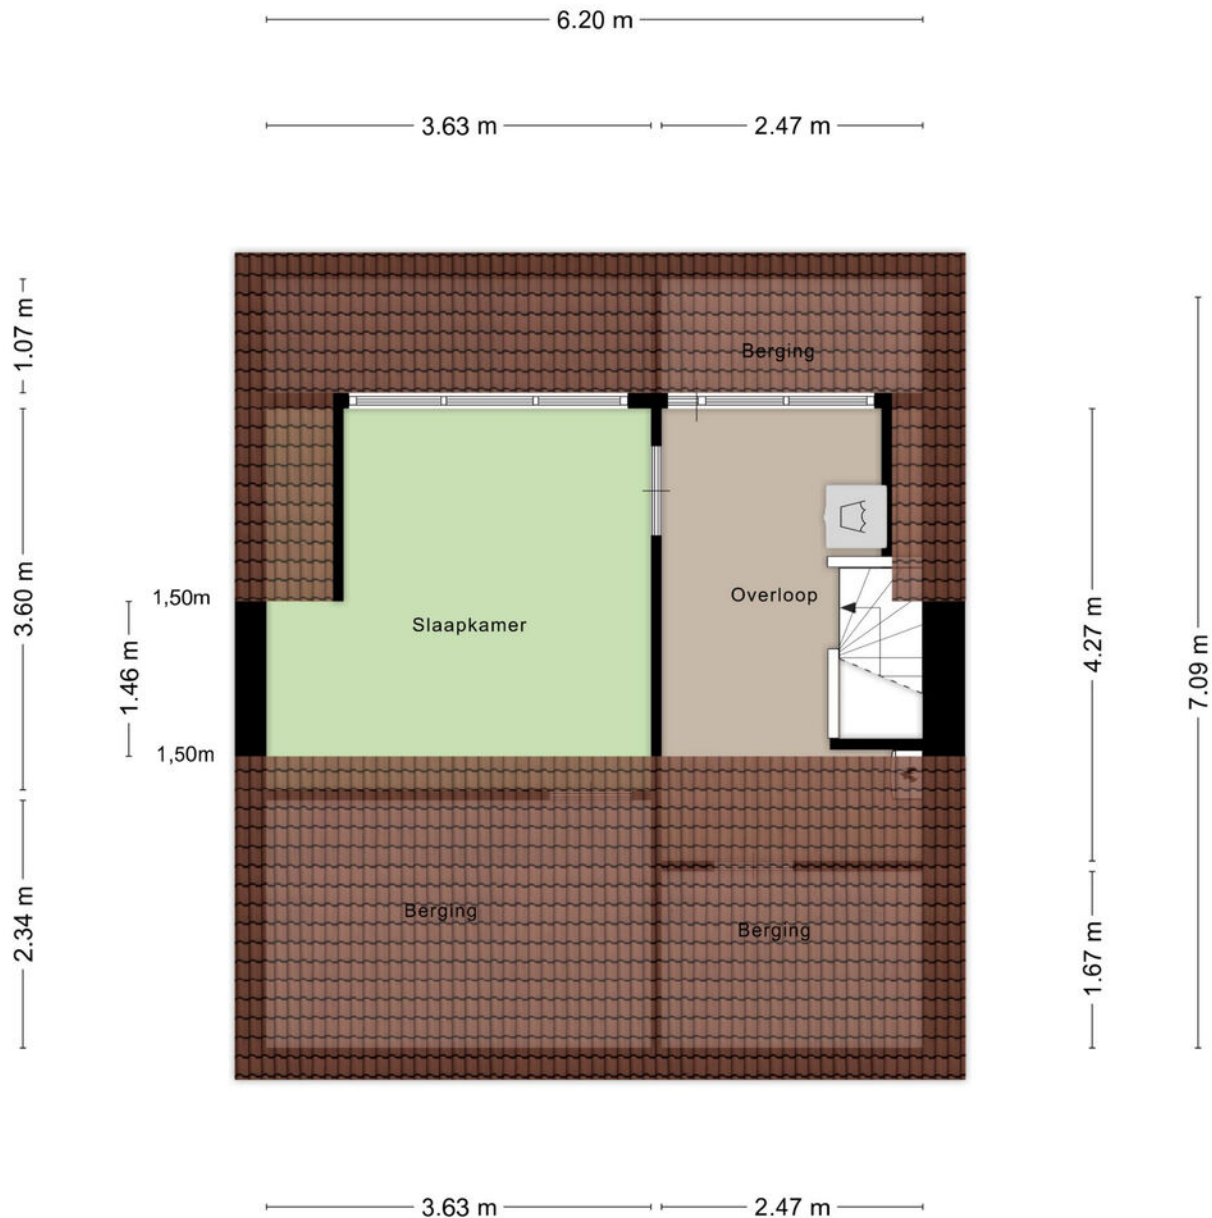 6.20 m
3.63 m
2.47 m
1.07 m
Berging
3.60 m
1,50m
Slaapkamer
Overloop
1.46 m
4.27 m
7.09 m
1,50m
2.34 m
Berging
Berging
1.67 m
3.63 m
2.47 m